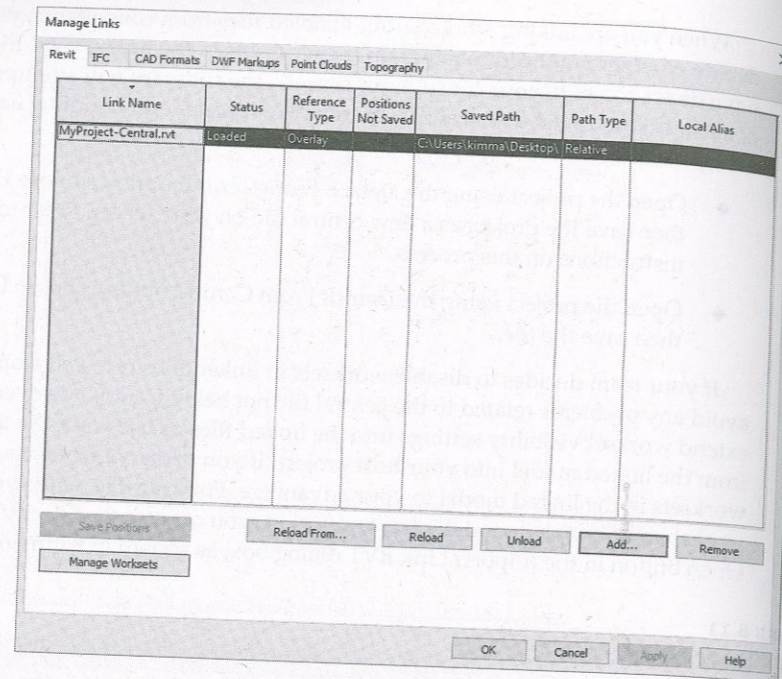 Manage Links
Revit IFC CAD Formats DWF Markups Point Clouds Topography
Link Name Status Reference Type Positions Not Saved Saved Path Path Type Local Alias
MyProject-Central.rvt Loaded Overlay C:\Users\kimma\Desktop\ Relative
Save Positions Reload From... Reload Unload Add... Remove
Manage Worksets
OK Cancel Apply Help